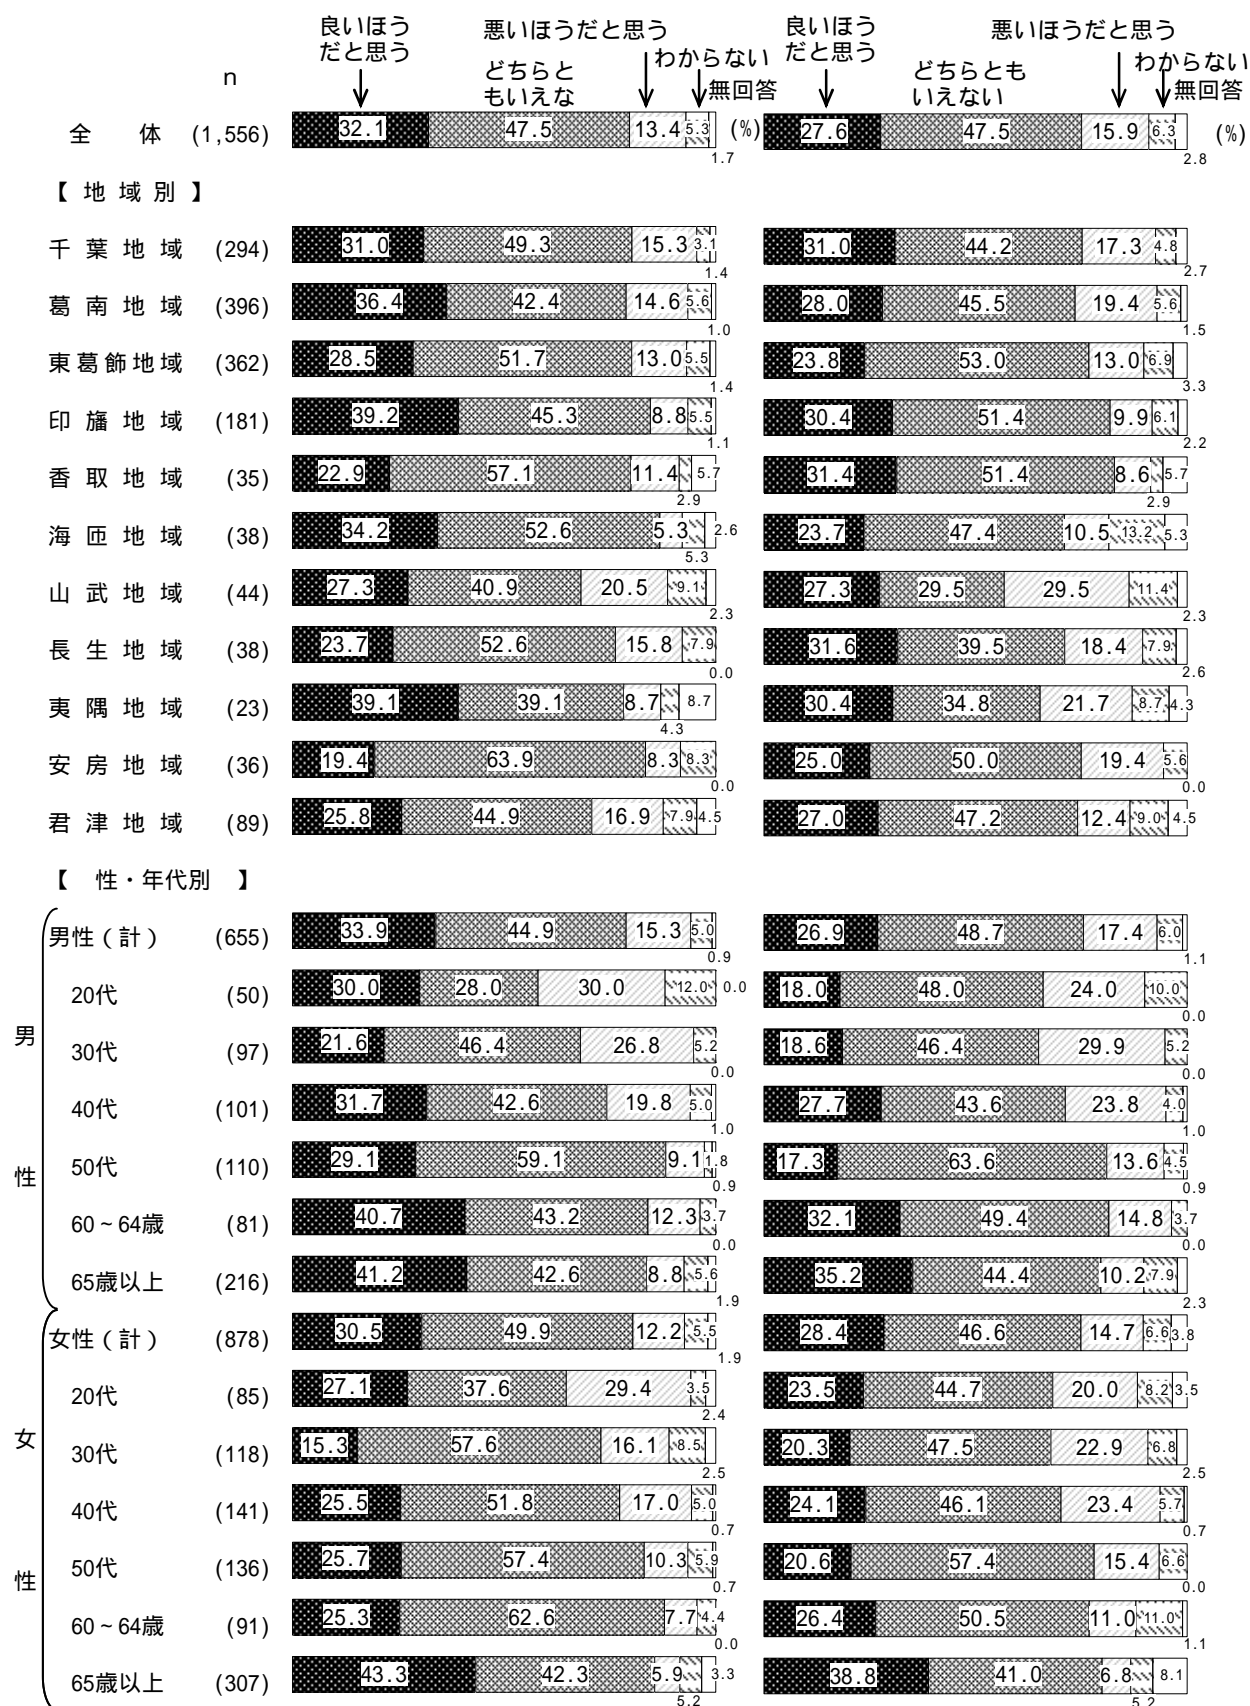 良いほう 悪いほうだと思う 良いほう 悪いほうだと思う
だと思う わからない だと思う わからない
n どちらと 無回答 どちらとも 無回答
もいえな いえない
全 体 (1,556) 32.1 47.5 13.4 5.3 (%) 27.6 47.5 15.9 6.3 (%)
1.7 2.8
【 地 域 別 】
千 葉 地 域 (294) 31.0 49.3 15.3 3.1 31.0 44.2 17.3 4.8
1.4 2.7
葛 南 地 域 (396) 36.4 42.4 14.6 5.6 28.0 45.5 19.4 5.6
1.0 1.5
東葛飾地域 (362) 28.5 51.7 13.0 5.5 23.8 53.0 13.0 6.9
1.4 3.3
印 旛 地 域 (181) 39.2 45.3 8.8 5.5 30.4 51.4 9.9 6.1
1.1 2.2
香 取 地 域 (35) 22.9 57.1 11.4 5.7 31.4 51.4 8.6 5.7
2.9 2.9
海 匝 地 域 (38) 34.2 52.6 5.3 2.6 23.7 47.4 10.5 13.2 5.3
5.3
山 武 地 域 (44) 27.3 40.9 20.5 9.1 27.3 29.5 29.5 11.4
2.3 2.3
長 生 地 域 (38) 23.7 52.6 15.8 7.9 31.6 39.5 18.4 7.9
0.0 2.6
夷 隅 地 域 (23) 39.1 39.1 8.7 8.7 30.4 34.8 21.7 8.7 4.3
4.3
安 房 地 域 (36) 19.4 63.9 8.3 8.3 25.0 50.0 19.4 5.6
0.0 0.0
君 津 地 域 (89) 25.8 44.9 16.9 7.9 4.5 27.0 47.2 12.4 9.0 4.5
【 性・年代別 】
男性（計） (655) 33.9 44.9 15.3 5.0 26.9 48.7 17.4 6.0
0.9 1.1
20代 (50) 30.0 28.0 30.0 12.0 0.0 18.0 48.0 24.0 10.0
0.0
男
30代 (97) 21.6 46.4 26.8 5.2 18.6 46.4 29.9 5.2
0.0 0.0
40代 (101) 31.7 42.6 19.8 5.0 27.7 43.6 23.8 4.0
1.0 1.0
性
50代 (110) 29.1 59.1 9.1 1.8 17.3 63.6 13.6 4.5
0.9 0.9
60～64歳 (81) 40.7 43.2 12.3 3.7 32.1 49.4 14.8 3.7
0.0 0.0
65歳以上 (216) 41.2 42.6 8.8 5.6 35.2 44.4 10.2 7.9
1.9 2.3
女性（計） (878) 30.5 49.9 12.2 5.5 28.4 46.6 14.7 6.6 3.8
1.9
20代 (85) 27.1 37.6 29.4 3.5 23.5 44.7 20.0 8.2 3.5
2.4
女
30代 (118) 15.3 57.6 16.1 8.5 20.3 47.5 22.9 6.8
2.5 2.5
40代 (141) 25.5 51.8 17.0 5.0 24.1 46.1 23.4 5.7
0.7 0.7
性
50代 (136) 25.7 57.4 10.3 5.9 20.6 57.4 15.4 6.6
0.7 0.0
60～64歳 (91) 25.3 62.6 7.7 4.4 26.4 50.5 11.0 11.0
0.0 1.1
65歳以上 (307) 43.3 42.3 5.9 3.3 38.8 41.0 6.8 8.1
5.2 5.2